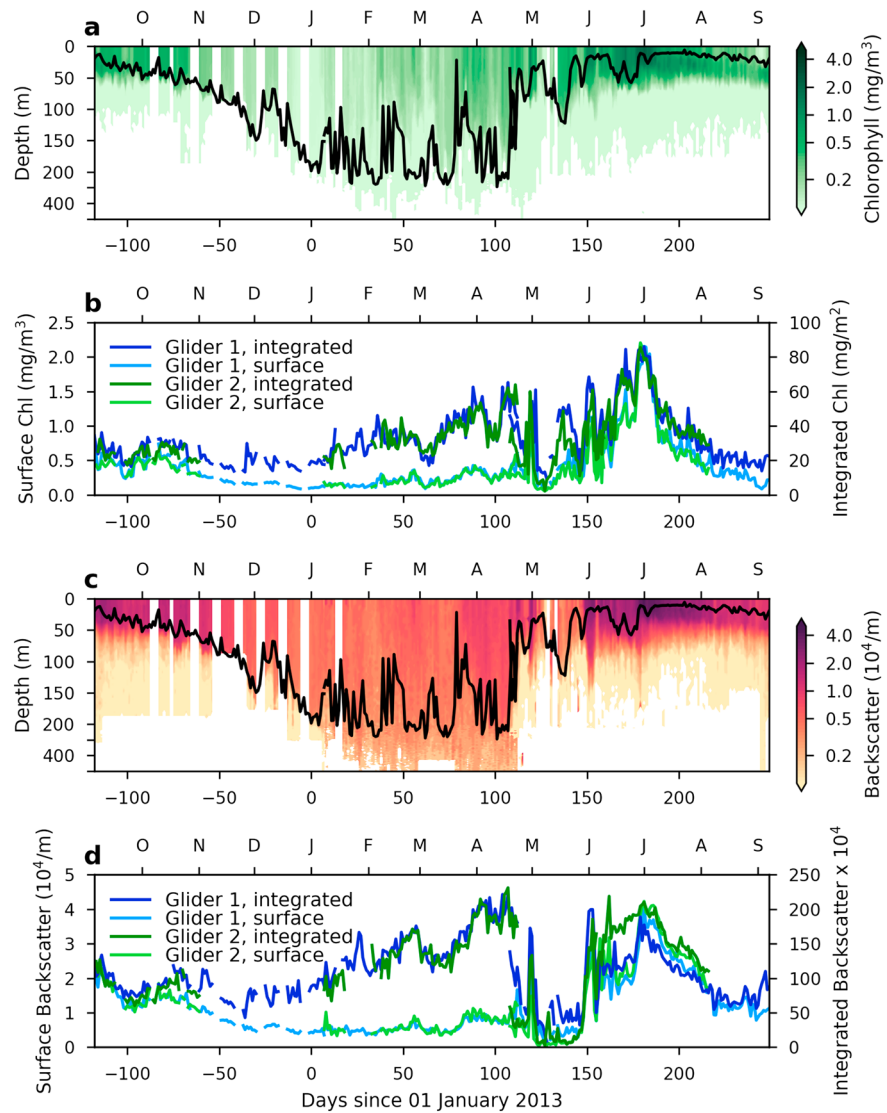 O N D J F M A M J J A S
a
0
50
100
150
200
400
Depth (m)
−100 −50 0 50 100 150 200
4.0
2.0
1.0
0.5
0.2
Chlorophyll (mg/m³)
O N D J F M A M J J A S
b
2.5
2.0
1.5
1.0
0.5
0.0
Surface Chl (mg/m³)
Glider 1, integrated
Glider 1, surface
Glider 2, integrated
Glider 2, surface
100
80
60
40
20
0
Integrated Chl (mg/m²)
−100 −50 0 50 100 150 200
O N D J F M A M J J A S
c
0
50
100
150
200
400
Depth (m)
−100 −50 0 50 100 150 200
4.0
2.0
1.0
0.5
0.2
Backscatter (10⁴/m)
O N D J F M A M J J A S
d
5
4
3
2
1
0
Surface Backscatter (10⁴/m)
Glider 1, integrated
Glider 1, surface
Glider 2, integrated
Glider 2, surface
250
200
150
100
50
0
Integrated Backscatter x 10⁴
−100 −50 0 50 100 150 200
Days since 01 January 2013